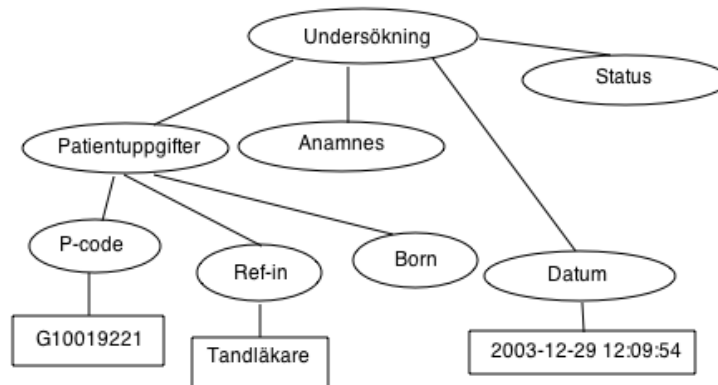 Undersökning
Status
Patientuppgifter
Anamnes
P-code
Ref-in
Born
Datum
G10019221
Tandläkare
2003-12-29 12:09:54